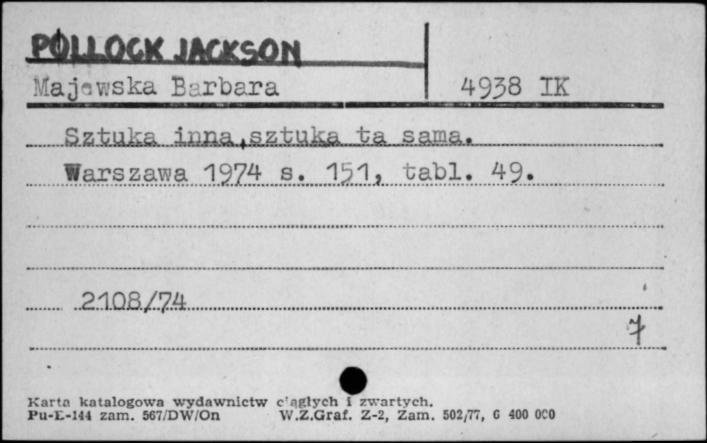 POLLOCK JACKSON
Majewska Barbara 4938 IK
Sztuka inna, sztuka ta sama.
Warszawa 1974 s. 151, tabl. 49.
2108/74
7
Karta katalogowa wydawnictw ciągłych i zwartych.
Pu-E-144 zam. 567/DW/On W.Z.Graf. Z-2, Zam. 502/77, 6 400 000